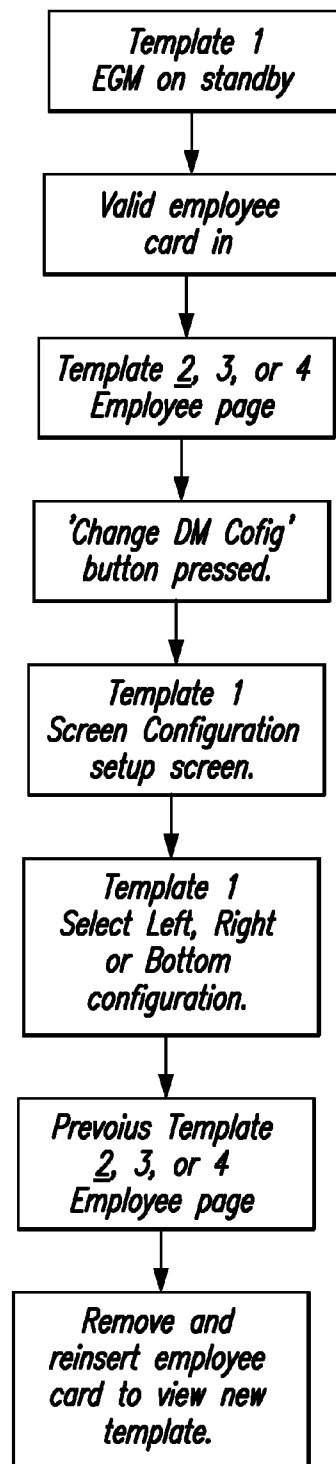 Template 1
EGM on standby
Valid employee
card in
Template 2, 3, or 4
Employee page
'Change DM Cofig'
button pressed.
Template 1
Screen Configuration
setup screen.
Template 1
Select Left, Right
or Bottom
configuration.
Prevoius Template
2, 3, or 4
Employee page
Remove and
reinsert employee
card to view new
template.